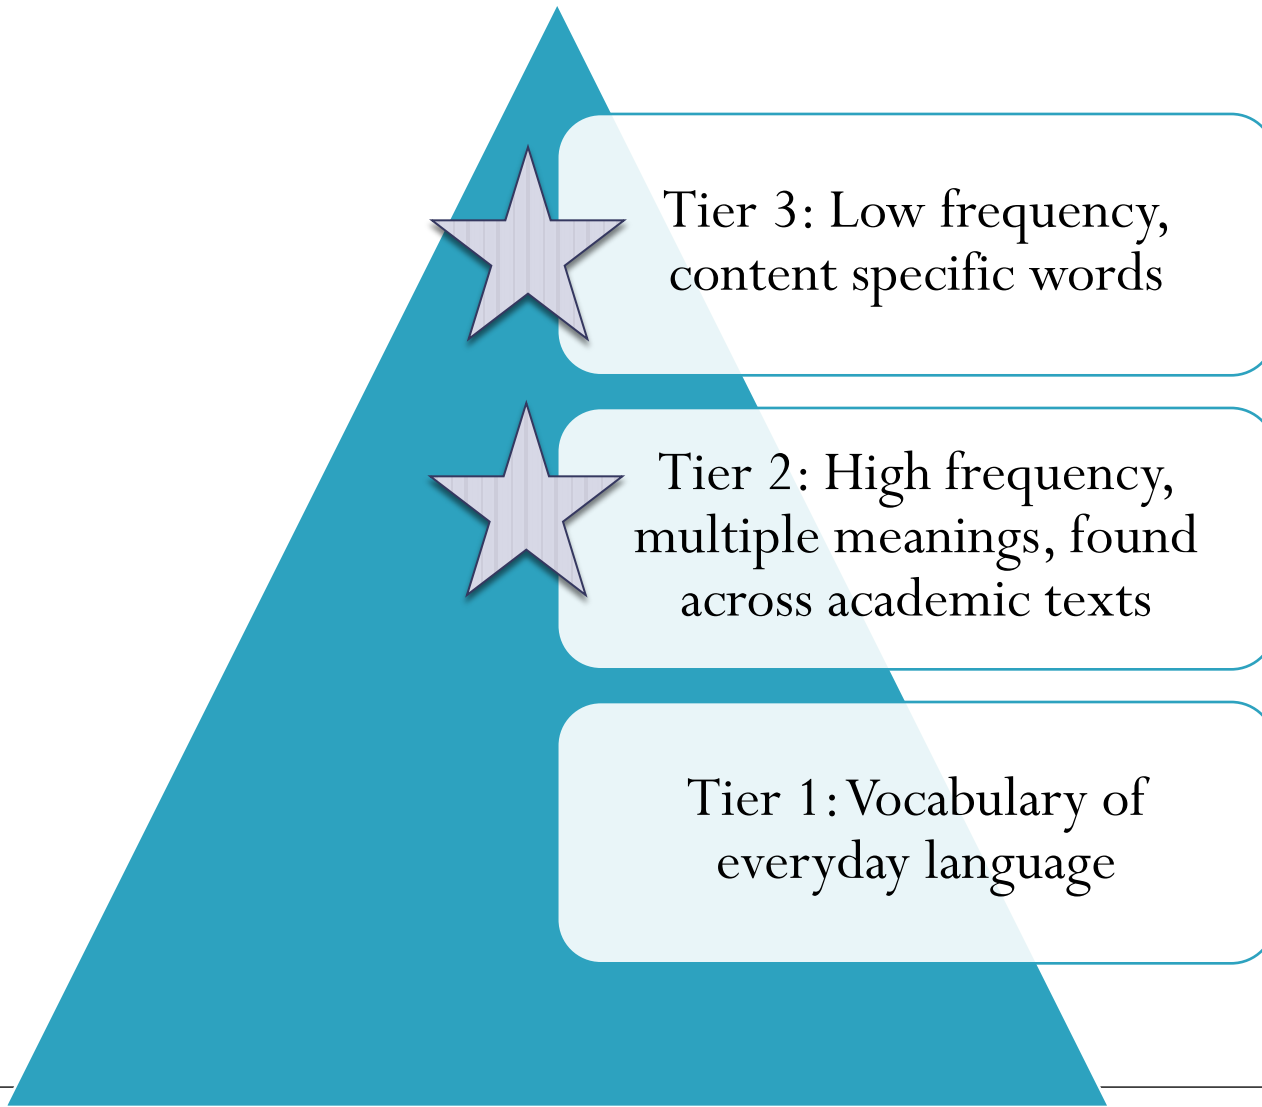 Tier 3: Low frequency,
content specific words
Tier 2: High frequency,
multiple meanings, found
across academic texts
Tier 1: Vocabulary of
everyday language